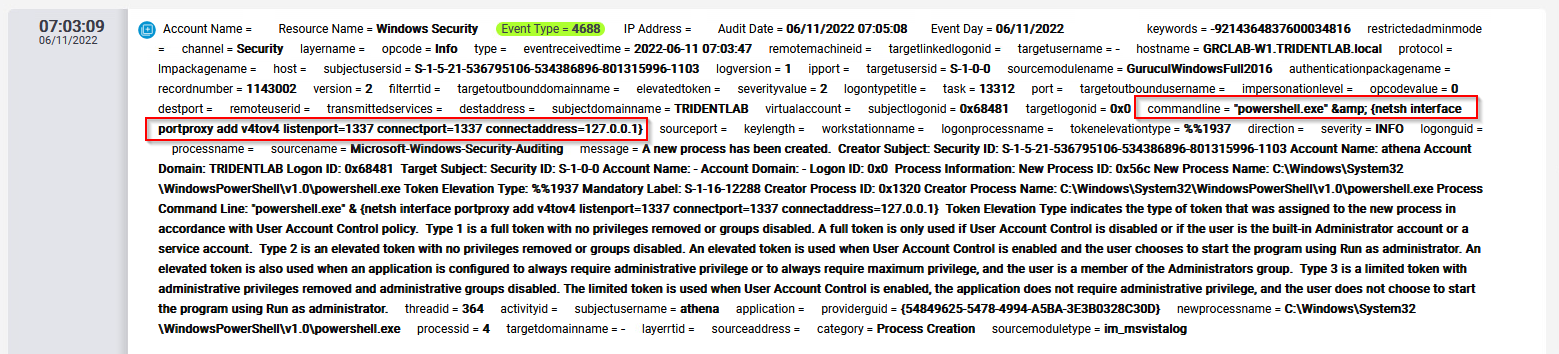 07:03:09
06/11/2022
Account Name = Resource Name = Windows Security Event Type = 4688 IP Address = Audit Date = 06/11/2022 07:05:08 Event Day = 06/11/2022 keywords = -9214364837600034816 restrictedadminmode
= channel = Security layername = opcode = Info type = eventreceivedtime = 2022-06-11 07:03:47 remotemachineid = targetlinkedlogonid = targetusername = - hostname = GRCLAB-W1.TRIDENTLAB.local protocol =
lmpackagename = host = subjectusersid = S-1-5-21-536795106-534386896-801315996-1103 logversion = 1 ipport = targetusersid = S-1-0-0 sourcemodulename = GuruculWindowsFull2016 authenticationpackagename =
recordnumber = 1143002 version = 2 filterrtid = targetoutbounddomainname = elevatedtoken = severityvalue = 2 logontypetitle = task = 13312 port = targetoutboundusername = impersonationlevel = opcodevalue = 0
destport = remoteuserid = transmittedservices = destaddress = subjectdomainname = TRIDENTLAB virtualaccount = subjectlogonid = 0x68481 targetlogonid = 0x0 commandline = "powershell.exe" &amp; {netsh interface
portproxy add v4tov4 listenport=1337 connectport=1337 connectaddress=127.0.0.1} sourceport = keylength = workstationname = logonprocessname = tokenelevationtype = %%1937 direction = severity = INFO logonguid =
processname = sourcename = Microsoft-Windows-Security-Auditing message = A new process has been created. Creator Subject: Security ID: S-1-5-21-536795106-534386896-801315996-1103 Account Name: athena Account
Domain: TRIDENTLAB Logon ID: 0x68481 Target Subject: Security ID: S-1-0-0 Account Name: - Account Domain: - Logon ID: 0x0 Process Information: New Process ID: 0x56c New Process Name: C:\Windows\System32
\WindowsPowerShell\v1.0\powershell.exe Token Elevation Type: %%1937 Mandatory Label: S-1-16-12288 Creator Process ID: 0x1320 Creator Process Name: C:\Windows\System32\WindowsPowerShell\v1.0\powershell.exe Process
Command Line: "powershell.exe" & {netsh interface portproxy add v4tov4 listenport=1337 connectport=1337 connectaddress=127.0.0.1} Token Elevation Type indicates the type of token that was assigned to the new process in
accordance with User Account Control policy. Type 1 is a full token with no privileges removed or groups disabled. A full token is only used if User Account Control is disabled or if the user is the built-in Administrator account or a
service account. Type 2 is an elevated token with no privileges removed or groups disabled. An elevated token is used when User Account Control is enabled and the user chooses to start the program using Run as administrator. An
elevated token is also used when an application is configured to always require administrative privilege or to always require maximum privilege, and the user is a member of the Administrators group. Type 3 is a limited token with
administrative privileges removed and administrative groups disabled. The limited token is used when User Account Control is enabled, the application does not require administrative privilege, and the user does not choose to start
the program using Run as administrator. threadid = 364 activityid = subjectusername = athena application = providerguid = {54849625-5478-4994-A5BA-3E3B0328C30D} newprocessname = C:\Windows\System32
\WindowsPowerShell\v1.0\powershell.exe processid = 4 targetdomainname = - layerrtid = sourceaddress = category = Process Creation sourcemoduletype = im_msvistalog